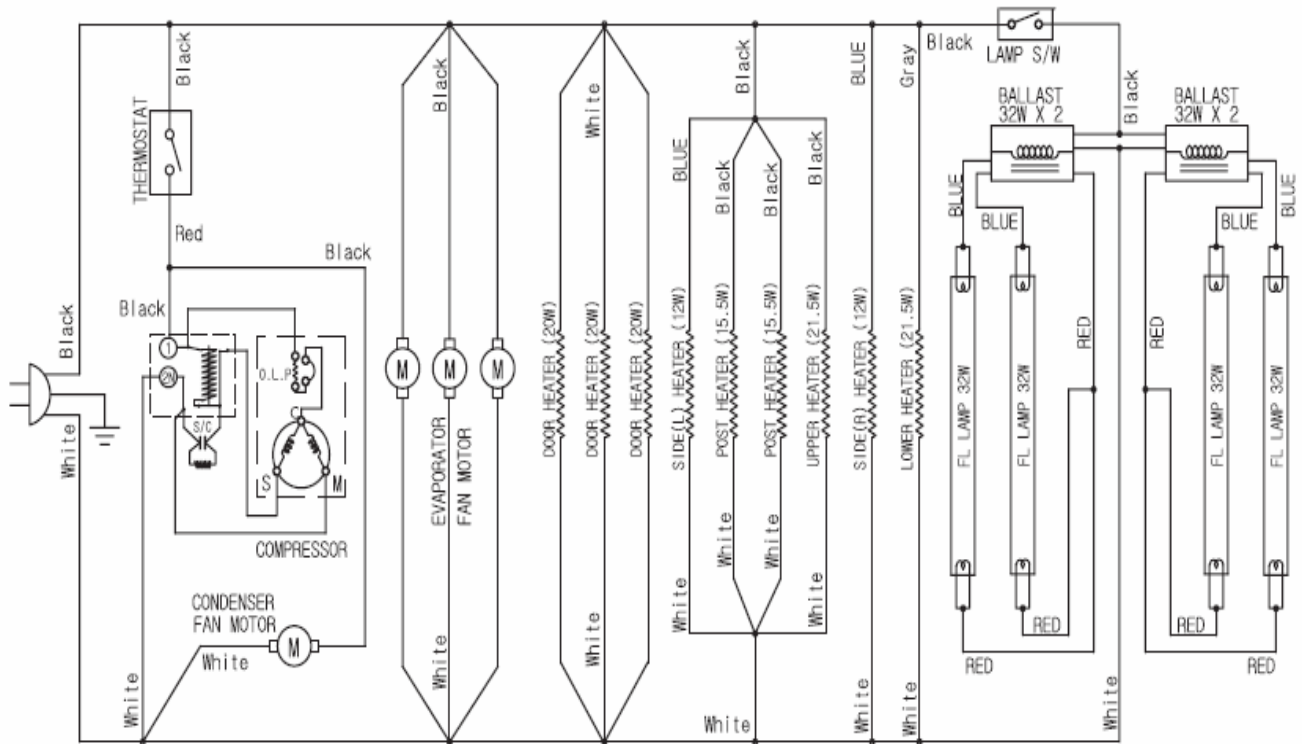 Black
THERMOSTAT
Red
Black
Black
1
2N
S/C
O.L.P
C
S
M
COMPRESSOR
Black
White
CONDENSER
FAN MOTOR
M
White
White
Black
M
M
M
EVAPORATOR
FAN MOTOR
White
White
DOOR HEATER (20W)
DOOR HEATER (20W)
DOOR HEATER (20W)
White
Black
BLUE
Black
Black
Black
SIDE(L) HEATER (12W)
POST HEATER (15.5W)
POST HEATER (15.5W)
UPPER HEATER (21.5W)
White
White
White
White
White
BLUE
SIDE(R) HEATER (12W)
White
Gray
LOWER HEATER (21.5W)
White
Black
LAMP S/W
Black
BALLAST
32W X 2
BALLAST
32W X 2
BLUE
BLUE
BLUE
BLUE
RED
RED
FL LAMP 32W
FL LAMP 32W
FL LAMP 32W
FL LAMP 32W
RED
RED
RED
RED
White